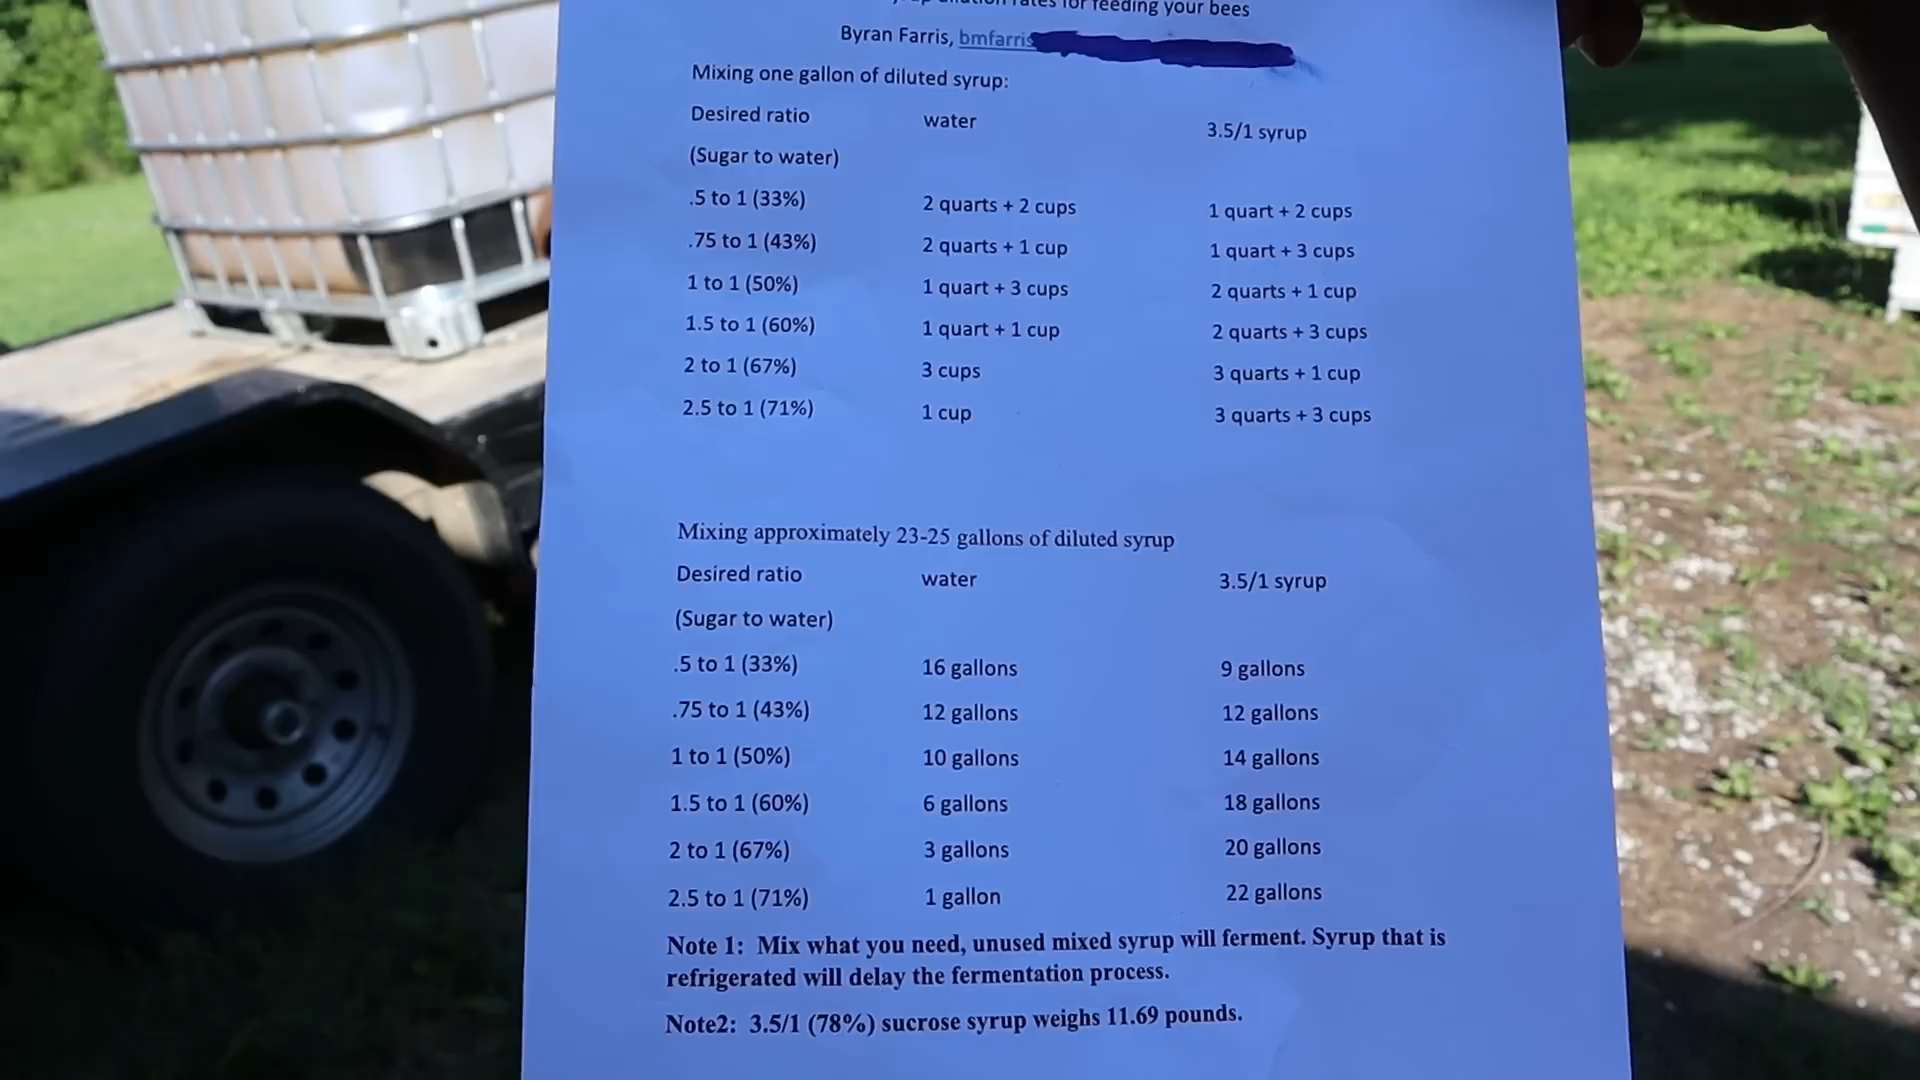 rates for feeding your bees
Byran Farris, bmfarris
Mixing one gallon of diluted syrup:
Desired ratio water 3.5/1 syrup
(Sugar to water)
.5 to 1 (33%) 2 quarts + 2 cups 1 quart + 2 cups
.75 to 1 (43%) 2 quarts + 1 cup 1 quart + 3 cups
1 to 1 (50%) 1 quart + 3 cups 2 quarts + 1 cup
1.5 to 1 (60%) 1 quart + 1 cup 2 quarts + 3 cups
2 to 1 (67%) 3 cups 3 quarts + 1 cup
2.5 to 1 (71%) 1 cup 3 quarts + 3 cups
Mixing approximately 23-25 gallons of diluted syrup
Desired ratio water 3.5/1 syrup
(Sugar to water)
.5 to 1 (33%) 16 gallons 9 gallons
.75 to 1 (43%) 12 gallons 12 gallons
1 to 1 (50%) 10 gallons 14 gallons
1.5 to 1 (60%) 6 gallons 18 gallons
2 to 1 (67%) 3 gallons 20 gallons
2.5 to 1 (71%) 1 gallon 22 gallons
Note 1: Mix what you need, unused mixed syrup will ferment. Syrup that is
refrigerated will delay the fermentation process.
Note2: 3.5/1 (78%) sucrose syrup weighs 11.69 pounds.